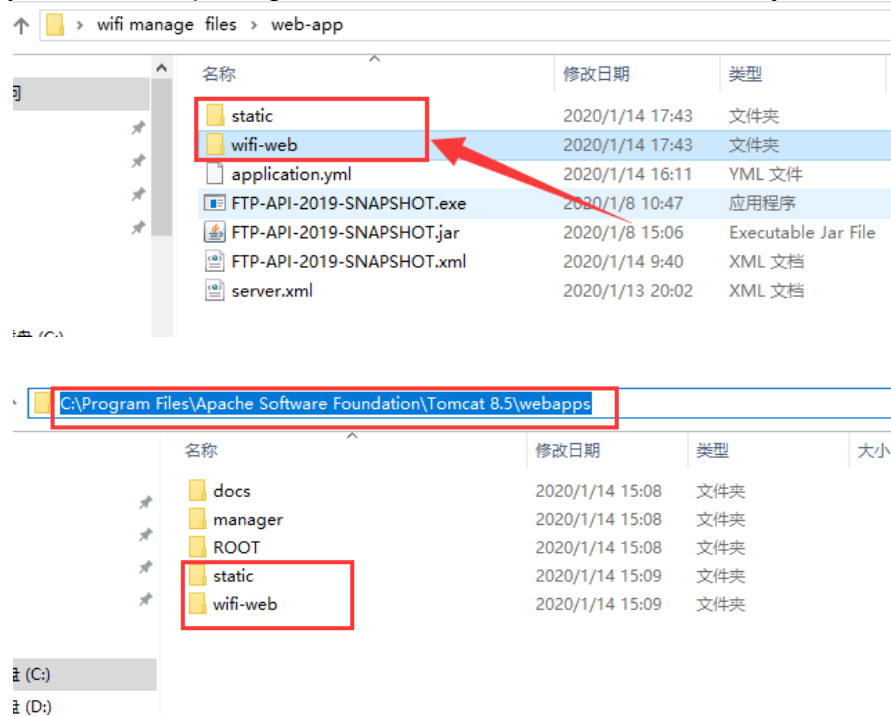 wifi manage files > web-app
名称 修改日期 类型
static 2020/1/14 17:43 文件夹
wifi-web 2020/1/14 17:43 文件夹
application.yml 2020/1/14 16:11 YML 文件
FTP-API-2019-SNAPSHOT.exe 2020/1/8 10:47 应用程序
FTP-API-2019-SNAPSHOT.jar 2020/1/8 15:06 Executable Jar File
FTP-API-2019-SNAPSHOT.xml 2020/1/14 9:40 XML 文档
server.xml 2020/1/13 20:02 XML 文档
C:\Program Files\Apache Software Foundation\Tomcat 8.5\webapps
名称 修改日期 类型 大小
docs 2020/1/14 15:08 文件夹
manager 2020/1/14 15:08 文件夹
ROOT 2020/1/14 15:08 文件夹
static 2020/1/14 15:09 文件夹
wifi-web 2020/1/14 15:09 文件夹
(C:)
(D:)